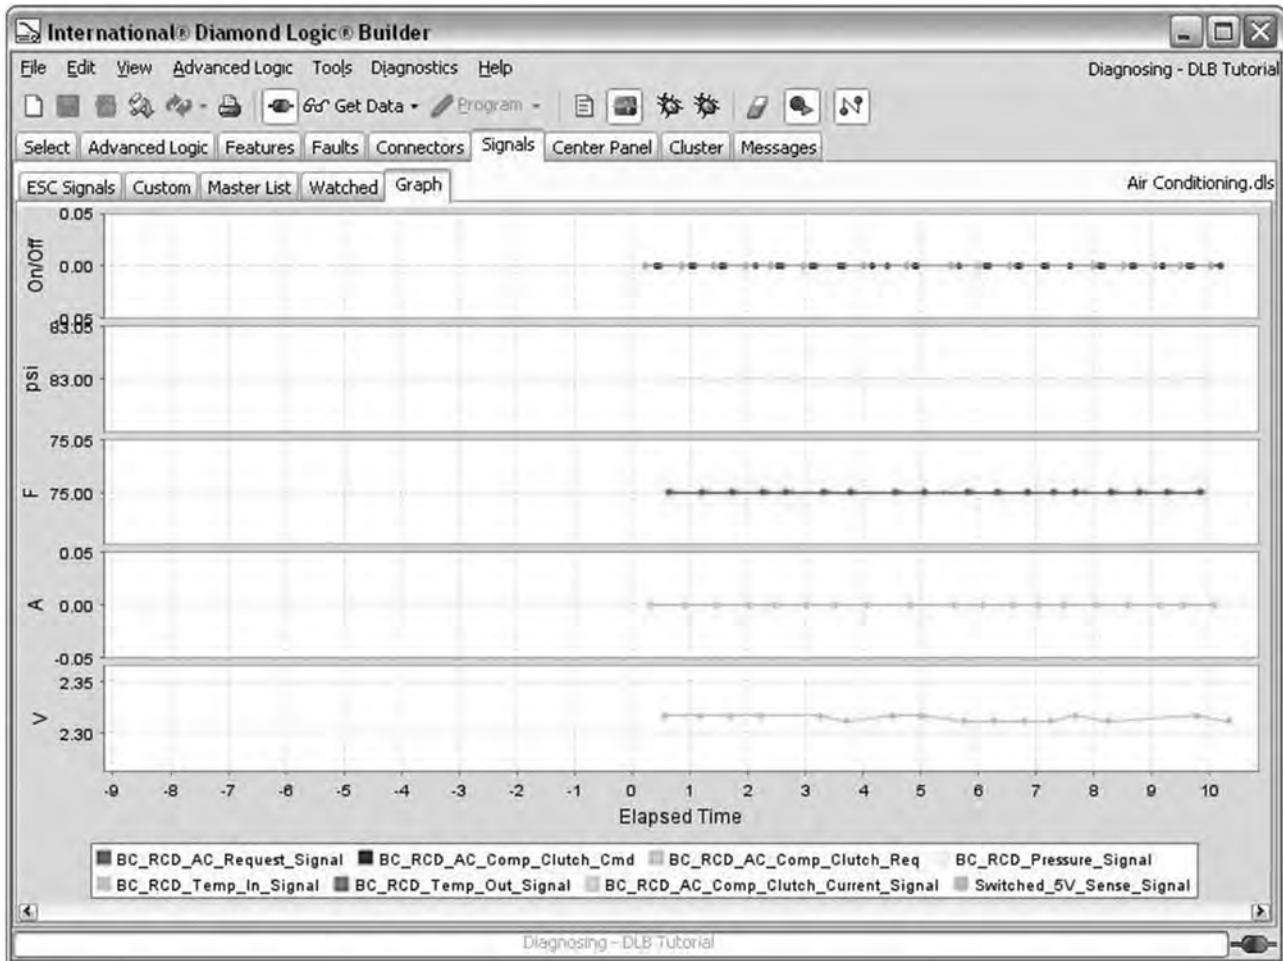 International® Diamond Logic® Builder
File Edit View Advanced Logic Tools Diagnostics Help Diagnosing - DLB Tutorial
Get Data Program
Select Advanced Logic Features Faults Connectors Signals Center Panel Cluster Messages
ESC Signals Custom Master List Watched Graph Air Conditioning.dls
0.05
On/Off
0.00
-0.05
83.05
psi
83.00
75.05
F
75.00
0.05
A
0.00
-0.05
2.35
V
2.30
-9 -8 -7 -6 -5 -4 -3 -2 -1 0 1 2 3 4 5 6 7 8 9 10
Elapsed Time
BC_RCD_AC_Request_Signal BC_RCD_AC_Comp_Clutch_Cmd BC_RCD_AC_Comp_Clutch_Req BC_RCD_Pressure_Signal
BC_RCD_Temp_In_Signal BC_RCD_Temp_Out_Signal BC_RCD_AC_Comp_Clutch_Current_Signal Switched_5V_Sense_Signal
Diagnosing - DLB Tutorial